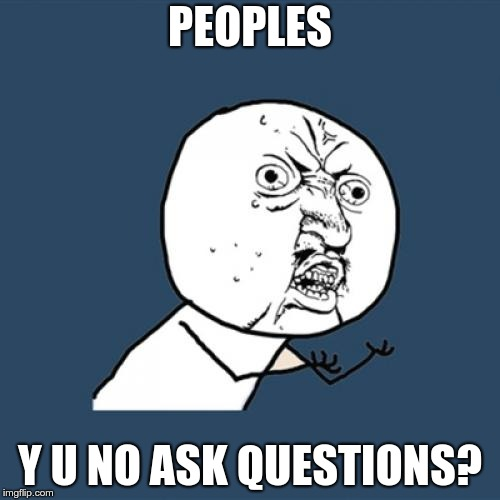 PEOPLES
Y U NO ASK QUESTIONS?
imgflip.com